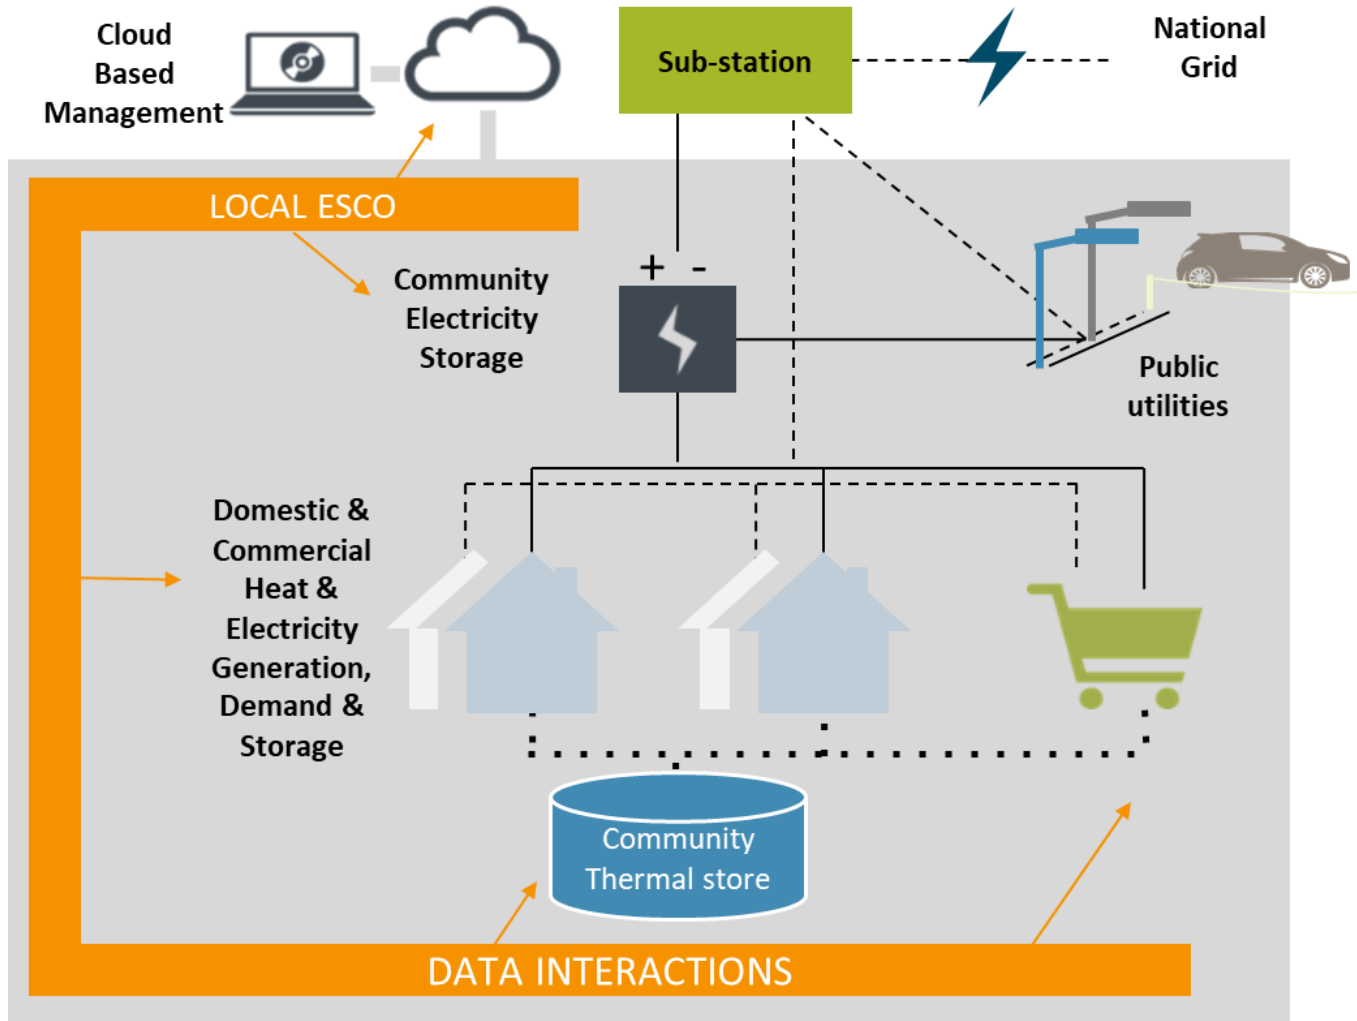 Cloud
Based
Management
Sub-station
National
Grid
LOCAL ESCO
Community
Electricity
Storage
+ -
Public
utilities
Domestic &
Commercial
Heat &
Electricity
Generation,
Demand &
Storage
Community
Thermal store
DATA INTERACTIONS